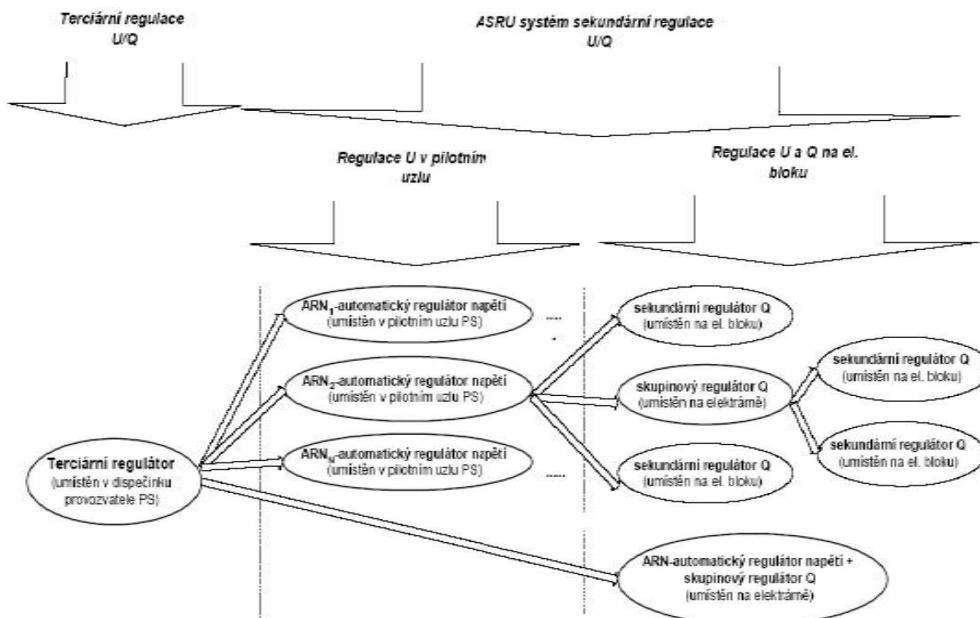 Terciární regulace
U/Q
ASRU systém sekundární regulace
U/Q
Regulace U v pilotním
uzlu
Regulace U a Q na el.
bloku
ARN1-automatický regulátor napětí
(umístěn v pilotním uzlu PS)
.....
sekundární regulátor Q
(umístěn na el. bloku)
ARN2-automatický regulátor napětí
(umístěn v pilotním uzlu PS)
skupinový regulátor Q
(umístěn na elektrárně)
sekundární regulátor Q
(umístěn na el. bloku)
sekundární regulátor Q
(umístěn na el. bloku)
ARNN-automatický regulátor napětí
(umístěn v pilotním uzlu PS)
.....
sekundární regulátor Q
(umístěn na el. bloku)
Terciární regulátor
(umístěn v dispečinku
provozvatele PS)
ARN-automatický regulátor napětí +
skupinový regulátor Q
(umístěn na elektrárně)